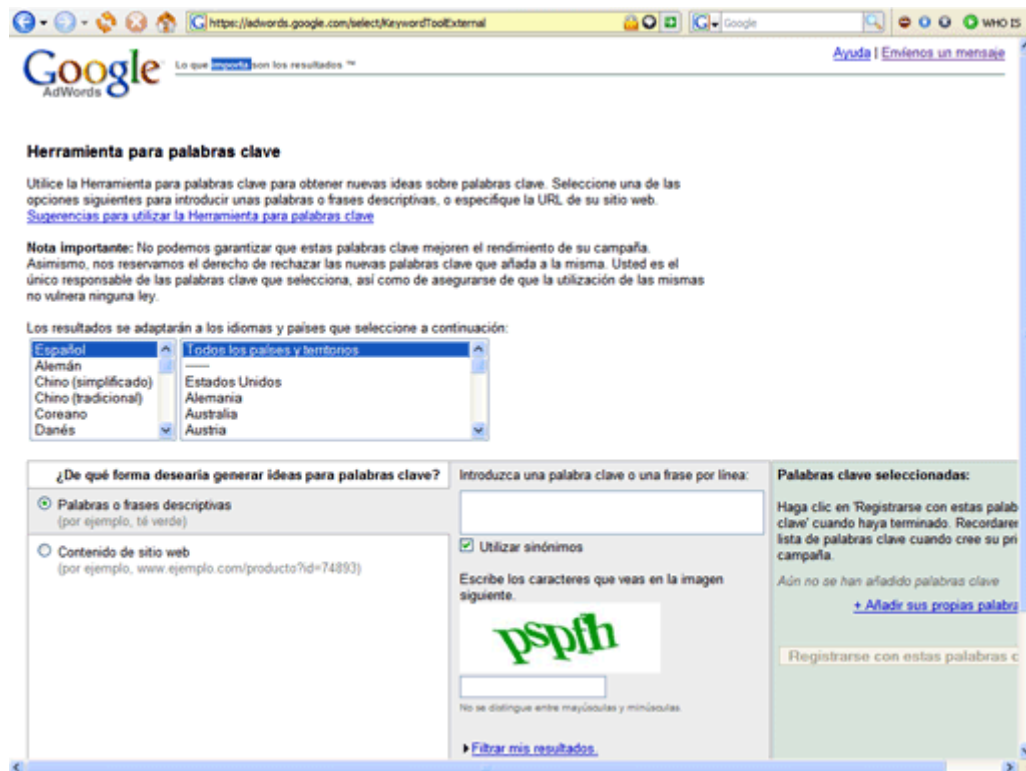 https://adwords.google.com/select/KeywordToolExternal
Google
WHO IS
Ayuda | Envíenos un mensaje
Google
AdWords
Lo que importa son los resultados ™
Herramienta para palabras clave
Utilice la Herramienta para palabras clave para obtener nuevas ideas sobre palabras clave. Seleccione una de las
opciones siguientes para introducir unas palabras o frases descriptivas, o especifique la URL de su sitio web.
Sugerencias para utilizar la Herramienta para palabras clave
Nota importante: No podemos garantizar que estas palabras clave mejoren el rendimiento de su campaña.
Asimismo, nos reservamos el derecho de rechazar las nuevas palabras clave que añada a la misma. Usted es el
único responsable de las palabras clave que selecciona, así como de asegurarse de que la utilización de las mismas
no vulnera ninguna ley.
Los resultados se adaptarán a los idiomas y países que seleccione a continuación:
Español
Alemán
Chino (simplificado)
Chino (tradicional)
Coreano
Danés
Todos los países y territorios
-----
Estados Unidos
Alemania
Australia
Austria
¿De qué forma desearía generar ideas para palabras clave?
Palabras o frases descriptivas
(por ejemplo, té verde)
Contenido de sitio web
(por ejemplo, www.ejemplo.com/producto?id=74893)
Introduzca una palabra clave o una frase por línea:
Utilizar sinónimos
Escribe los caracteres que veas en la imagen
siguiente.
pspfh
No se distingue entre mayúsculas y minúsculas.
Filtrar mis resultados.
Palabras clave seleccionadas:
Haga clic en 'Registrarse con estas palab
clave' cuando haya terminado. Recordare
lista de palabras clave cuando cree su pri
campaña.
Aún no se han añadido palabras clave
+ Añadir sus propias palabra
Registrarse con estas palabras c